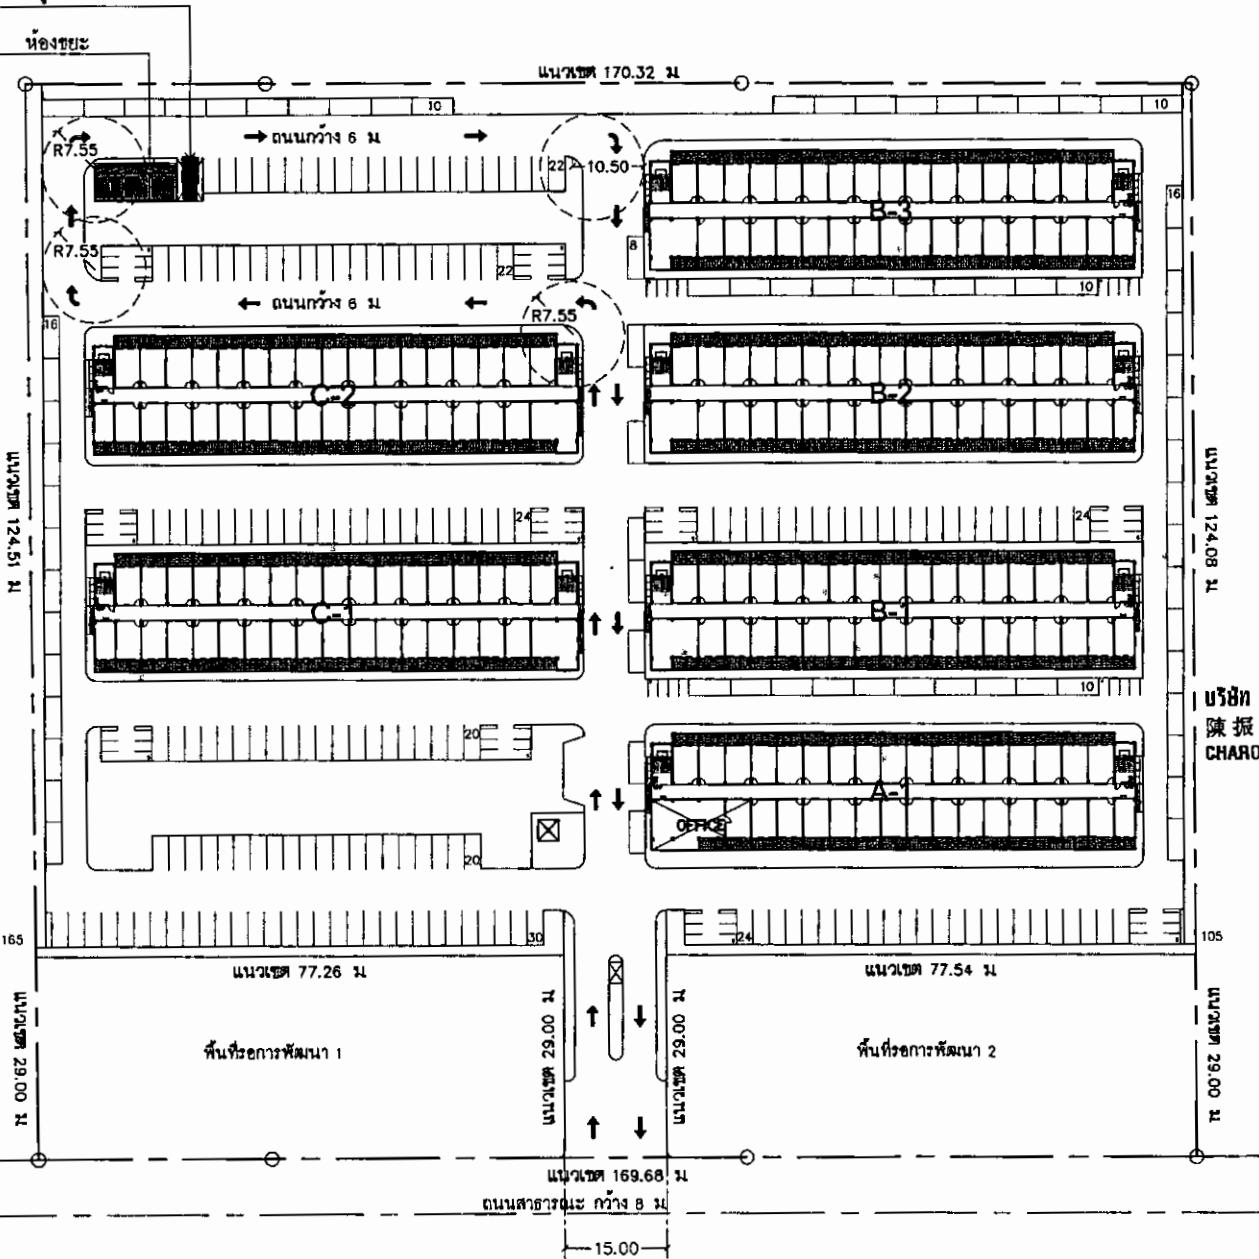 ห้องขยะ
แนวเขต 170.32 ม
10
10
ถนนกว้าง 6 ม
R7.55
22
10.50
B-3
16
R7.55
8
22
10
ถนนกว้าง 6 ม
R7.55
16
C-2
B-2
แนวเขต 124.51 ม
แนวเขต 124.08 ม
24
24
C-1
B-1
10
บริษัท
陳振
CHARO
20
A-1
OFFICE
20
165
30
24
105
แนวเขต 77.26 ม
แนวเขต 77.54 ม
แนวเขต 29.00 ม
แนวเขต 29.00 ม
แนวเขต 29.00 ม
แนวเขต 29.00 ม
พื้นที่รอการพัฒนา 1
พื้นที่รอการพัฒนา 2
แนวเขต 169.68 ม
ถนนสาธารณะ กว้าง 8 ม
15.00